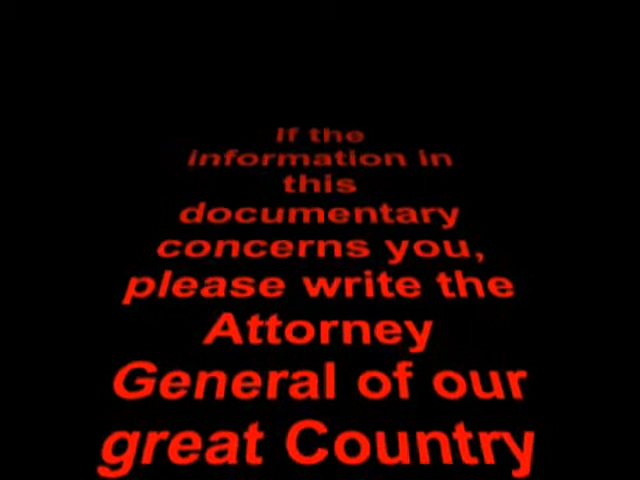 If the
information in
this
documentary
concerns you,
please write the
Attorney
General of our
great Country